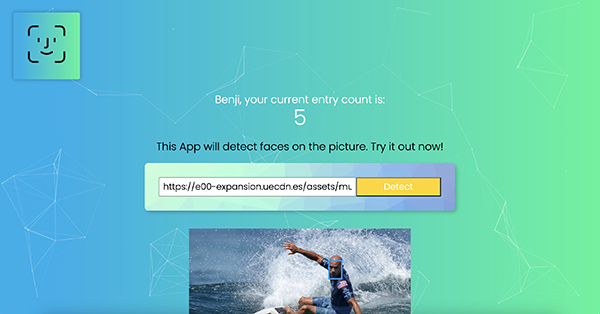 Benji, your current entry count is:
5
This App will detect faces on the picture. Try it out now!
https://e00-expansion.uecdn.es/assets/mu
Detect